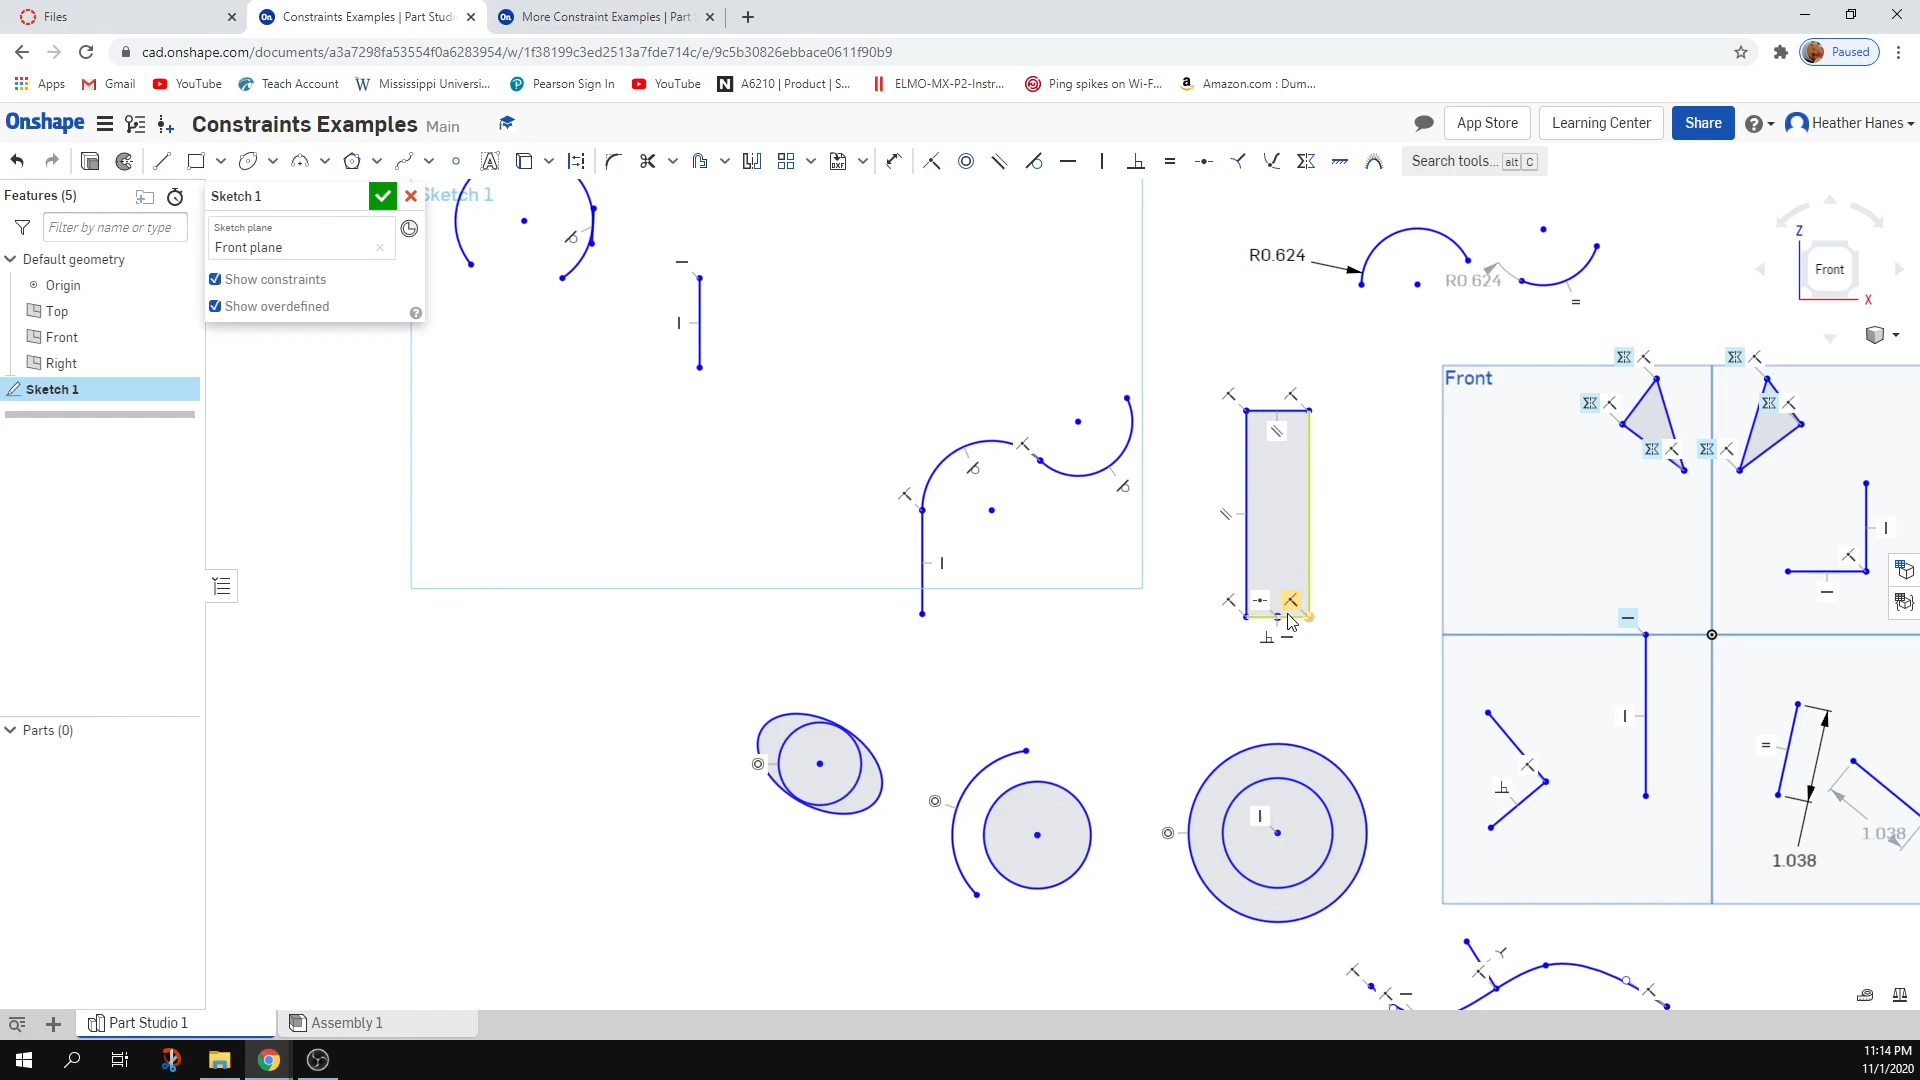 Files
Constraints Examples | Part Studi
More Constraint Examples | Part
cad.onshape.com/documents/a3a7298fa53554f0a6283954/w/1f38199c3ed2513a7fde714c/e/9c5b30826ebbace0611f90b9
Paused
Apps
Gmail
YouTube
Teach Account
Mississippi Universi...
Pearson Sign In
YouTube
A6210 | Product | S...
ELMO-MX-P2-Instr...
Ping spikes on Wi-F...
Amazon.com : Dum...
Onshape
Constraints Examples Main
App Store
Learning Center
Share
Heather Hanes
Search tools... alt C
Features (5)
Filter by name or type
Default geometry
Origin
Top
Front
Right
Sketch 1
Parts (0)
Sketch 1
Sketch plane
Front plane
Show constraints
Show overdefined
Sketch 1
R0.624
R0.624
Front
1.038
1.038
Z
Front
X
Part Studio 1
Assembly 1
11:14 PM
11/1/2020